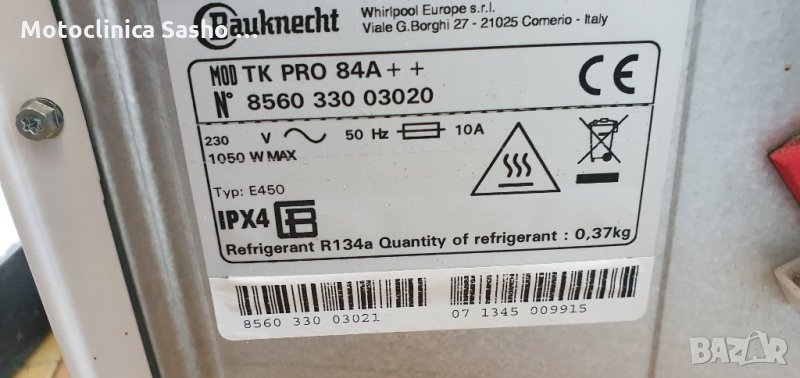 Motoclinica Sasho...
Bauknecht
Whirlpool Europe s.r.l.
Viale G.Borghi 27 - 21025 Comerio - Italy
MOD TK PRO 84A++
N° 8560 330 03020
CE
230 V 50 Hz 10A
1050 W MAX
Typ: E450
IPX4
Refrigerant R134a Quantity of refrigerant : 0,37kg
8560 330 03021
07 1345 009915
BAZAR